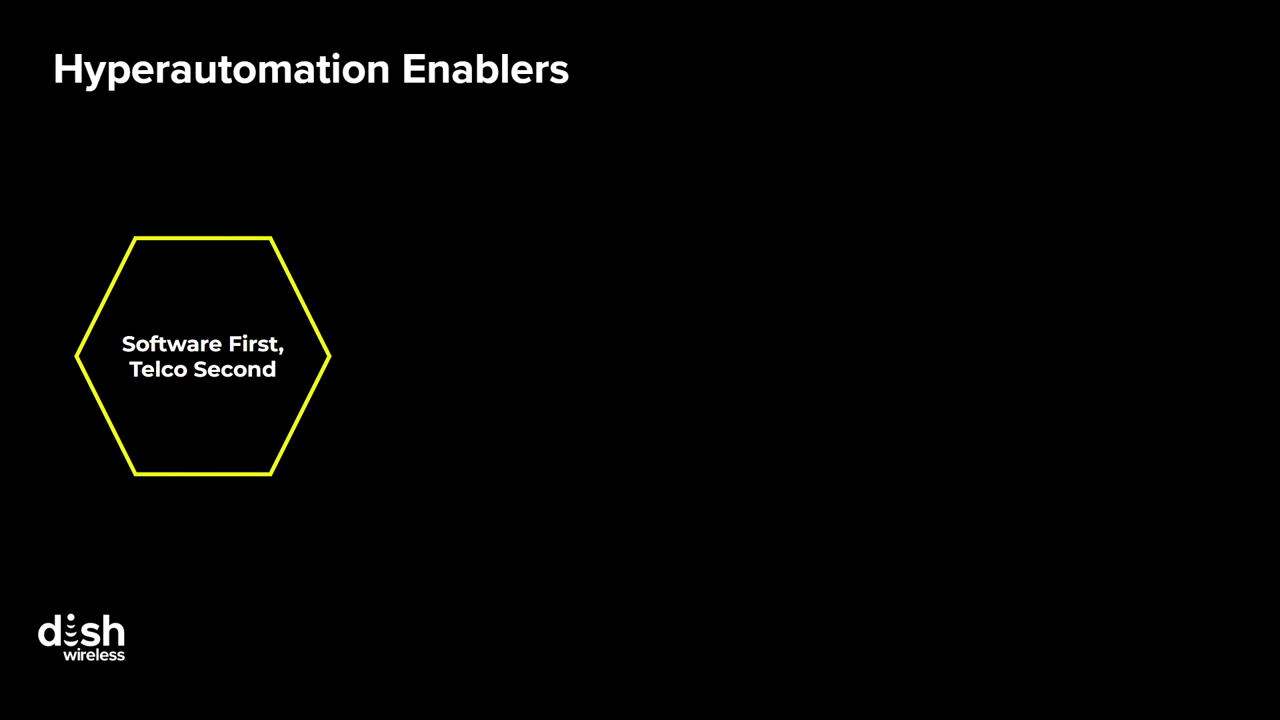 Hyperautomation Enablers
Software First,
Telco Second
dish
wireless